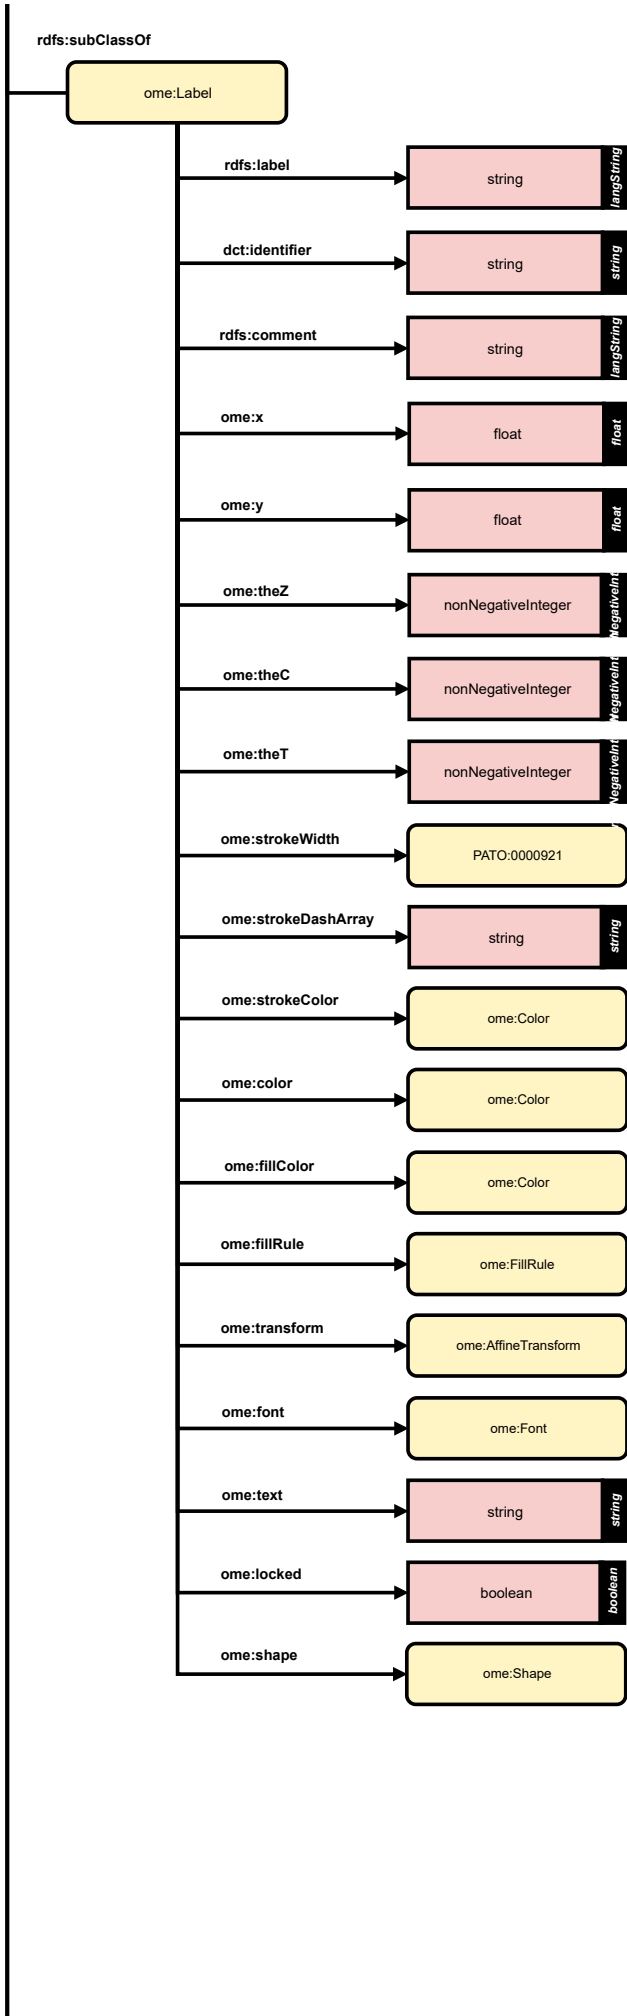 rdfs:subClassOf
ome:Label
rdfs:label
string
langString
dct:identifier
string
string
rdfs:comment
string
langString
ome:x
float
float
ome:y
float
float
ome:theZ
nonNegativeInteger
NegativeInt
ome:theC
nonNegativeInteger
NegativeInt
ome:theT
nonNegativeInteger
NegativeInt
ome:strokeWidth
PATO:0000921
ome:strokeDashArray
string
string
ome:strokeColor
ome:Color
ome:color
ome:Color
ome:fillColor
ome:Color
ome:fillRule
ome:FillRule
ome:transform
ome:AffineTransform
ome:font
ome:Font
ome:text
string
string
ome:locked
boolean
boolean
ome:shape
ome:Shape